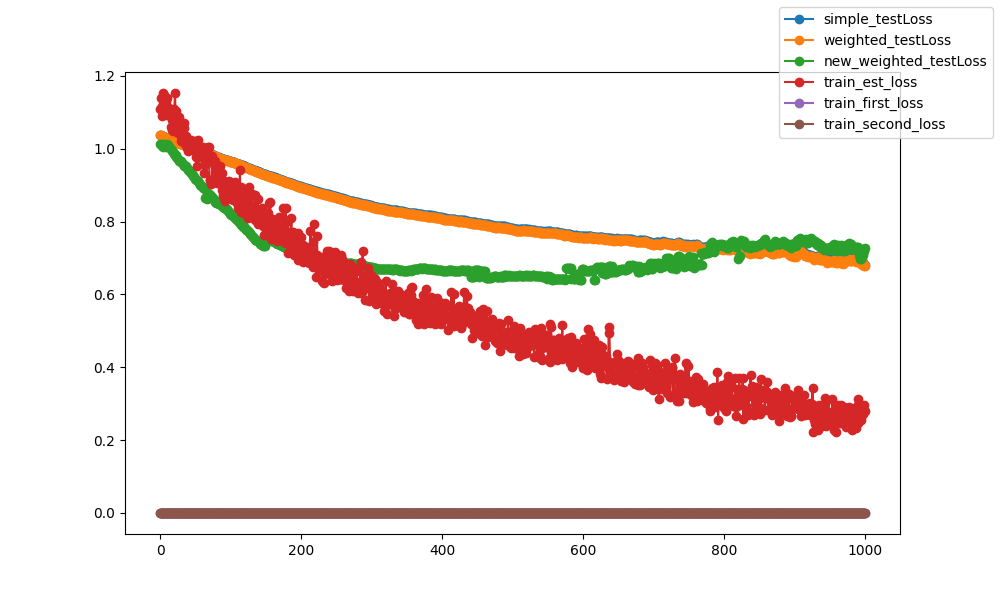 simple_testLoss
weighted_testLoss
new_weighted_testLoss
train_est_loss
train_first_loss
train_second_loss
1.2
1.0
0.8
0.6
0.4
0.2
0.0
0 200 400 600 800 1000